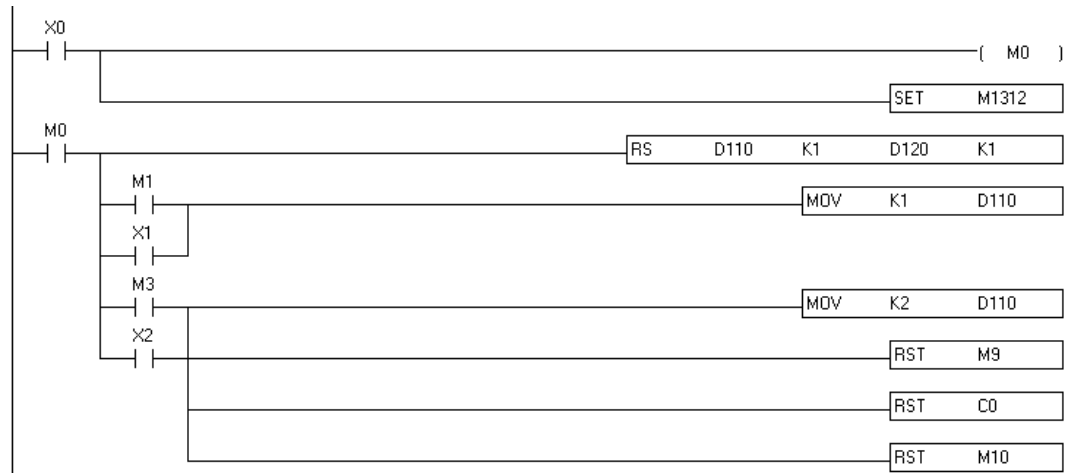 X0
( M0 )
SET M1312
M0
RS D110 K1 D120 K1
M1
MOV K1 D110
X1
M3
MOV K2 D110
X2
RST M9
RST C0
RST M10